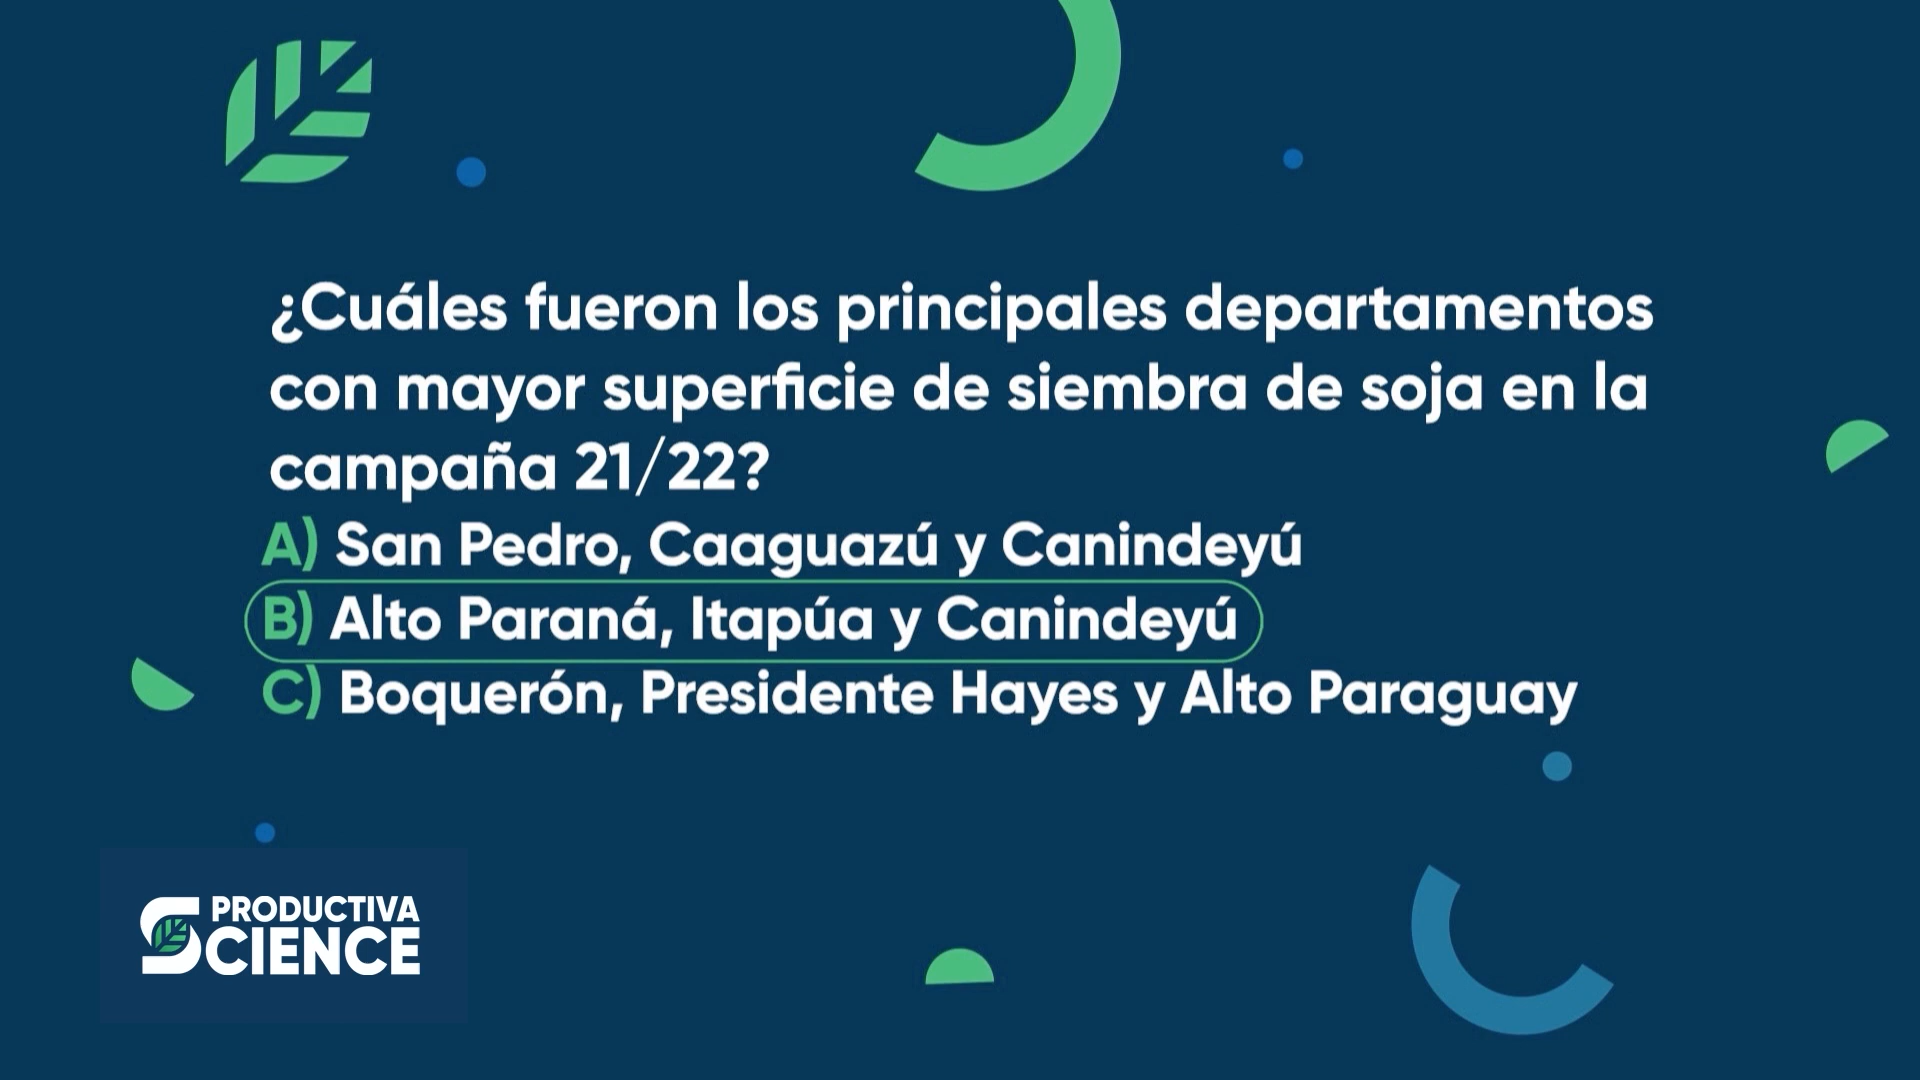 ¿Cuáles fueron los principales departamentos
con mayor superficie de siembra de soja en la
campaña 21/22?
A) San Pedro, Caaguazú y Canindeyú
B) Alto Paraná, Itapúa y Canindeyú
C) Boquerón, Presidente Hayes y Alto Paraguay
PRODUCTIVA
SCIENCE